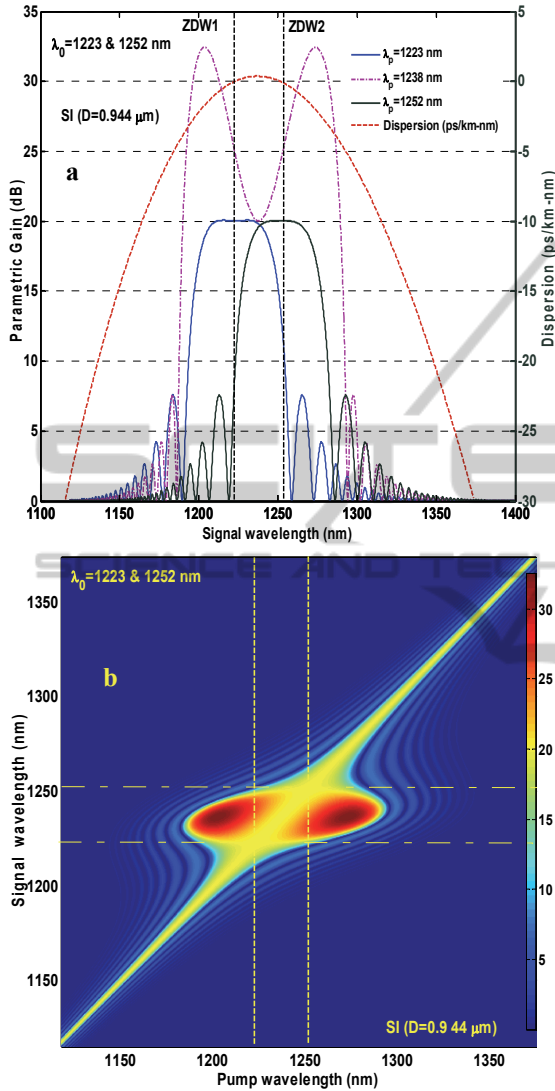 ZDW1 ZDW2
λ0=1223 & 1252 nm
SI (D=0.944 μm)
a
λp=1223 nm
λp=1238 nm
λp=1252 nm
Dispersion (ps/km-nm)
35
30
25
20
15
10
5
0
Parametric Gain (dB)
5
0
-5
-10
-15
-20
-25
-30
Dispersion (ps/km-nm)
1100 1150 1200 1250 1300 1350 1400
Signal wavelength (nm)
SCITE
SCIENCE AND TECH
λ0=1223 & 1252 nm
b
1350
1300
1250
1200
1150
Signal wavelength (nm)
30
25
20
15
10
5
SI (D=0.9 44 μm)
1150 1200 1250 1300 1350
Pump wavelength (nm)